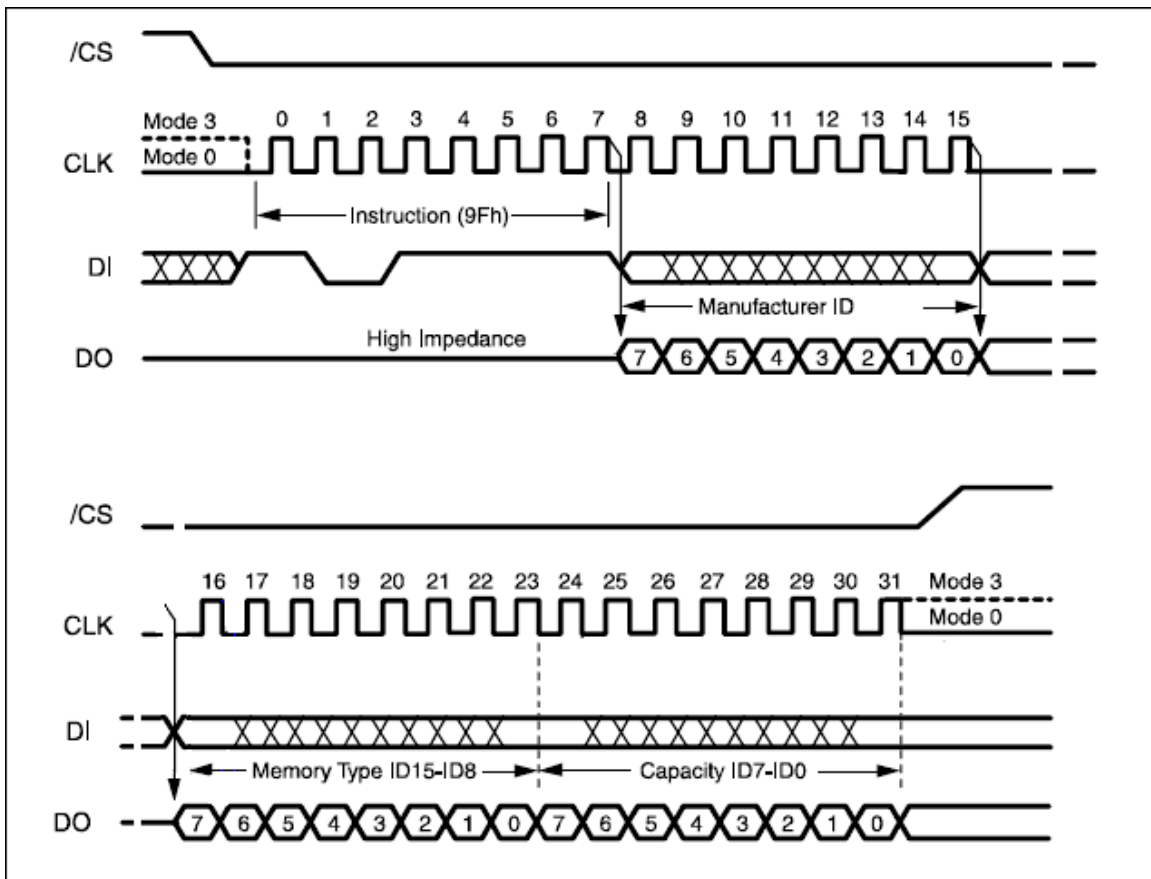 /CS
0 1 2 3 4 5 6 7 8 9 10 11 12 13 14 15
Mode 3
CLK Mode 0
Instruction (9Fh)
DI
Manufacturer ID
High Impedance
DO 7 6 5 4 3 2 1 0
/CS
16 17 18 19 20 21 22 23 24 25 26 27 28 29 30 31 Mode 3
CLK Mode 0
DI
Memory Type ID15-ID8 Capacity ID7-ID0
DO 7 6 5 4 3 2 1 0 7 6 5 4 3 2 1 0